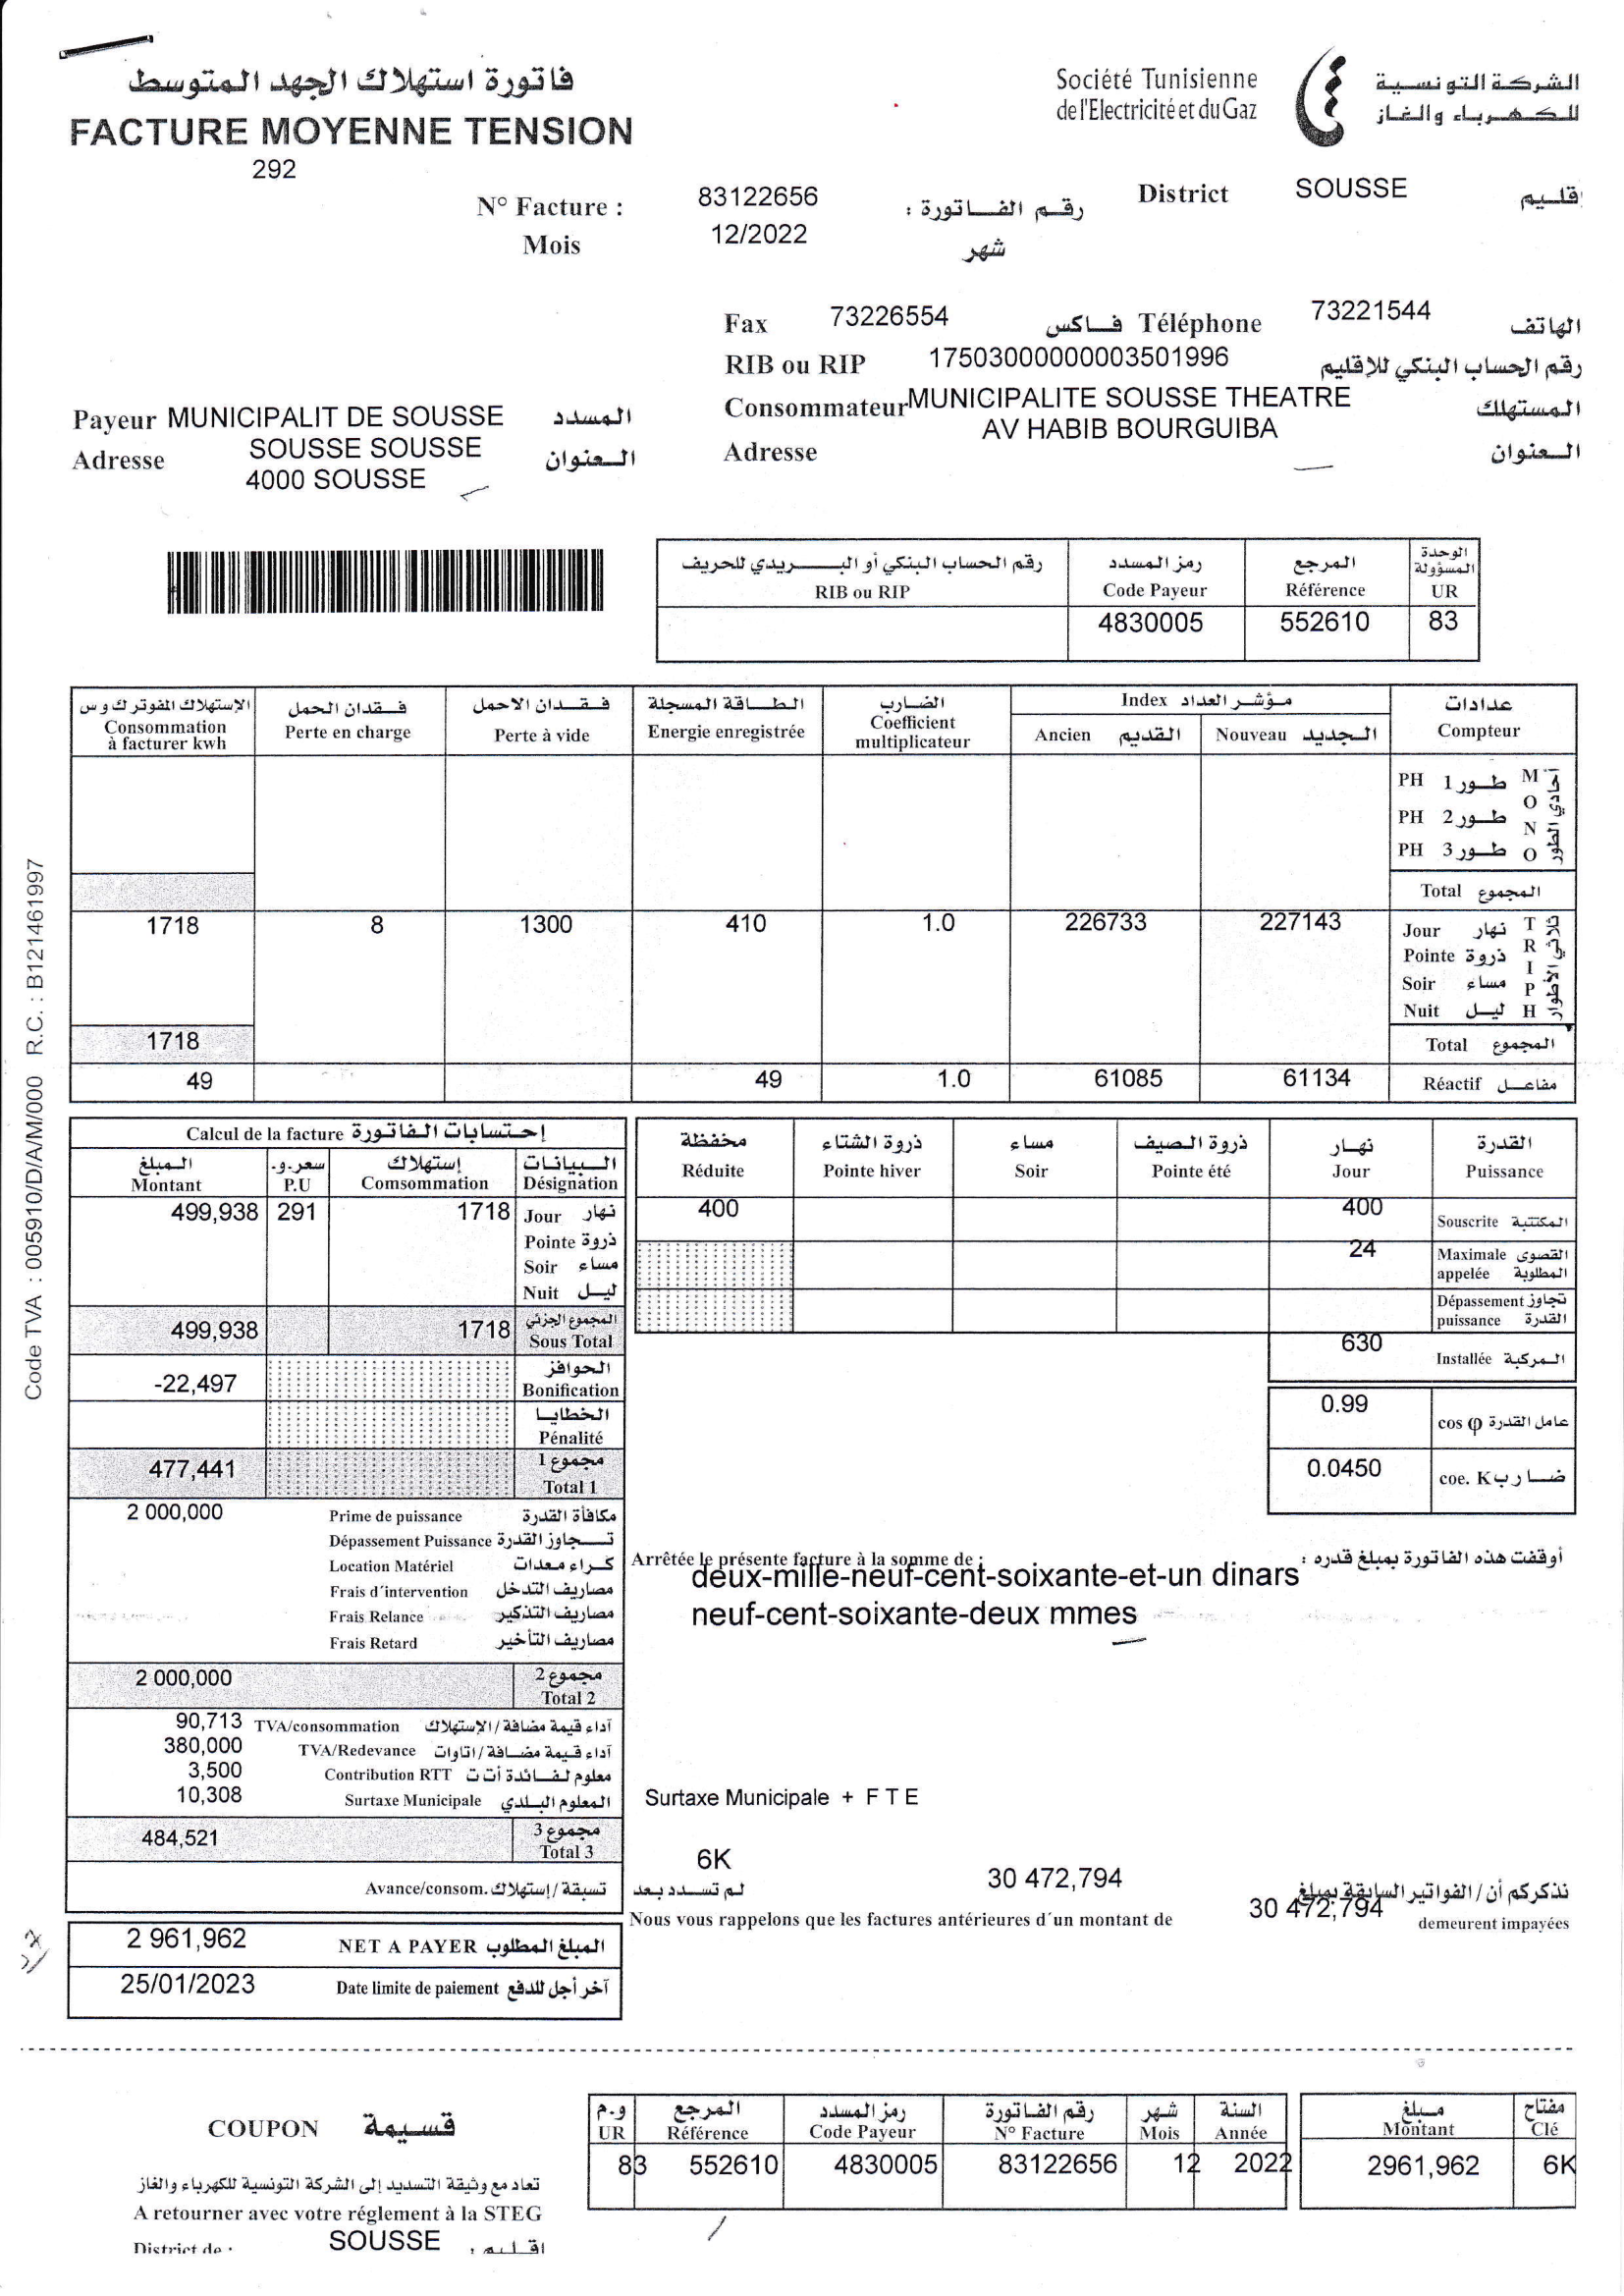 فاتورة استهلاك الجهد المتوسط
FACTURE MOYENNE TENSION
292
Société Tunisienne
de l'Electricité et du Gaz
الشركة التونسية
للكهرباء والغاز
N° Facture : 83122656 رقم الفاتورة :
Mois 12/2022 شهر
District SOUSSE إقليم
Fax 73226554 فاكس Téléphone 73221544 الهاتف
RIB ou RIP 17503000000003501996 رقم الحساب البنكي للاقليم
Payeur MUNICIPALIT DE SOUSSE المسدد
Adresse SOUSSE SOUSSE العنوان
4000 SOUSSE
Consommateur MUNICIPALITE SOUSSE THEATRE المستهلك
AV HABIB BOURGUIBA
Adresse العنوان
رقم الحساب البنكي أو البريدي للحريف رمز المسدد المرجع الوحدة المسؤولة
RIB ou RIP Code Payeur Référence UR
4830005 552610 83
الإستهلاك المفوتر ك و س فقدان الحمل فقدان الاحمل الطاقة المسجلة الضارب مؤشر العداد Index عدادات
Consommation à facturer kwh Perte en charge Perte à vide Energie enregistrée Coefficient multiplicateur Ancien القديم Nouveau الجديد Compteur
PH 1 طور
PH 2 طور
PH 3 طور
MONO أحادي الطور
Total المجموع
1718 8 1300 410 1.0 226733 227143 Jour نهار
Pointe ذروة
Soir مساء
Nuit ليل
TRIPH ثلاثي الأطوار
1718 Total المجموع
49 49 1.0 61085 61134 Réactif مفاعل
Code TVA : 005910/D/A/M/000 R.C. : B121461997
Calcul de la facture إحتسابات الفاتورة
المبلغ سعر.و. إستهلاك البيانات
Montant P.U Comsommation Désignation
499,938 291 1718 Jour نهار
Pointe ذروة
Soir مساء
Nuit ليل
499,938 1718 المجموع الجزئي Sous Total
-22,497 الحوافز Bonification
الخطايا Pénalité
477,441 مجموع 1 Total 1
2 000,000 Prime de puissance مكافأة القدرة
Dépassement Puissance تجاوز القدرة
Location Matériel كراء معدات
Frais d'intervention مصاريف التدخل
Frais Relance مصاريف التذكير
Frais Retard مصاريف التأخير
2 000,000 مجموع 2 Total 2
90,713 TVA/consommation آداء قيمة مضافة/الإستهلاك
380,000 TVA/Redevance آداء قيمة مضافة/اتاوات
3,500 Contribution RTT معلوم لفائدة أ ت ت
10,308 Surtaxe Municipale المعلوم البلدي
484,521 مجموع 3 Total 3
Avance/consom. تسبقة/إستهلاك
2 961,962 NET A PAYER المبلغ المطلوب
25/01/2023 Date limite de paiement آخر أجل للدفع
مخفظة ذروة الشتاء مساء ذروة الصيف نهار القدرة
Réduite Pointe hiver Soir Pointe été Jour Puissance
400 400 Souscrite المكتتبة
24 Maximale appelée القصوى المطلوبة
Dépassement puissance تجاوز القدرة
630 Installée المركبة
0.99 cos φ عامل القدرة
0.0450 coe. K ضارب
Arrêtée le présente facture à la somme de : أوقفت هذه الفاتورة بمبلغ قدره :
deux-mille-neuf-cent-soixante-et-un dinars
neuf-cent-soixante-deux mmes
Surtaxe Municipale + F T E
6K
لم تسدد بعد 30 472,794 نذكركم أن/الفواتير السابقة بمبلغ
Nous vous rappelons que les factures antérieures d'un montant de 30 472,794 demeurent impayées
COUPON قسيمة
تعاد مع وثيقة التسديد إلى الشركة التونسية للكهرباء والغاز
A retourner avec votre réglement à la STEG
District de : SOUSSE اقليم :
و.م المرجع رمز المسدد رقم الفاتورة شهر السنة مبلغ مفتاح
UR Référence Code Payeur N° Facture Mois Année Montant Clé
83 552610 4830005 83122656 12 2022 2961,962 6K